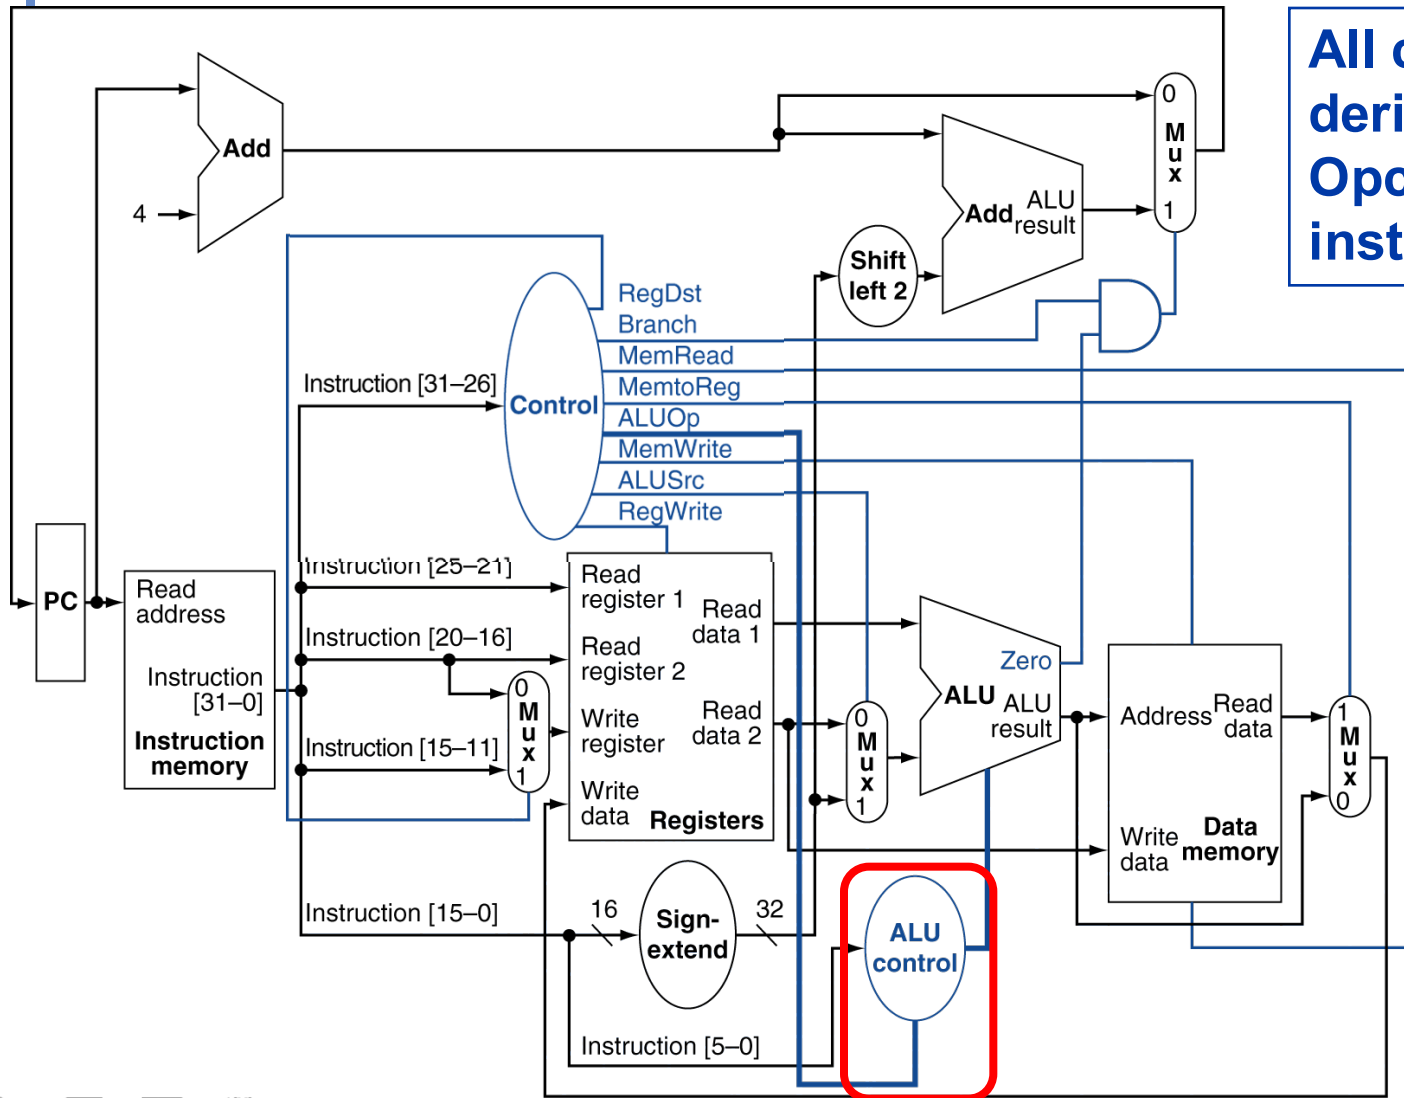 All
deri
Opc
inst
0
M
u
x
1
Add
4
Add
ALU
result
Shift
left 2
RegDst
Branch
MemRead
MemtoReg
ALUOp
MemWrite
ALUSrc
RegWrite
Instruction [31–26]
Control
PC
Read
address
Instruction
[31–0]
Instruction
memory
Instruction [25–21]
Instruction [20–16]
Instruction [15–11]
0
M
u
x
1
Read
register 1
Read
register 2
Write
register
Write
data
Read
data 1
Read
data 2
Registers
0
M
u
x
1
Zero
ALU
ALU
result
Address
Read
data
Write
data
Data
memory
1
M
u
x
0
Instruction [15–0]
16
Sign-
extend
32
ALU
control
Instruction [5–0]